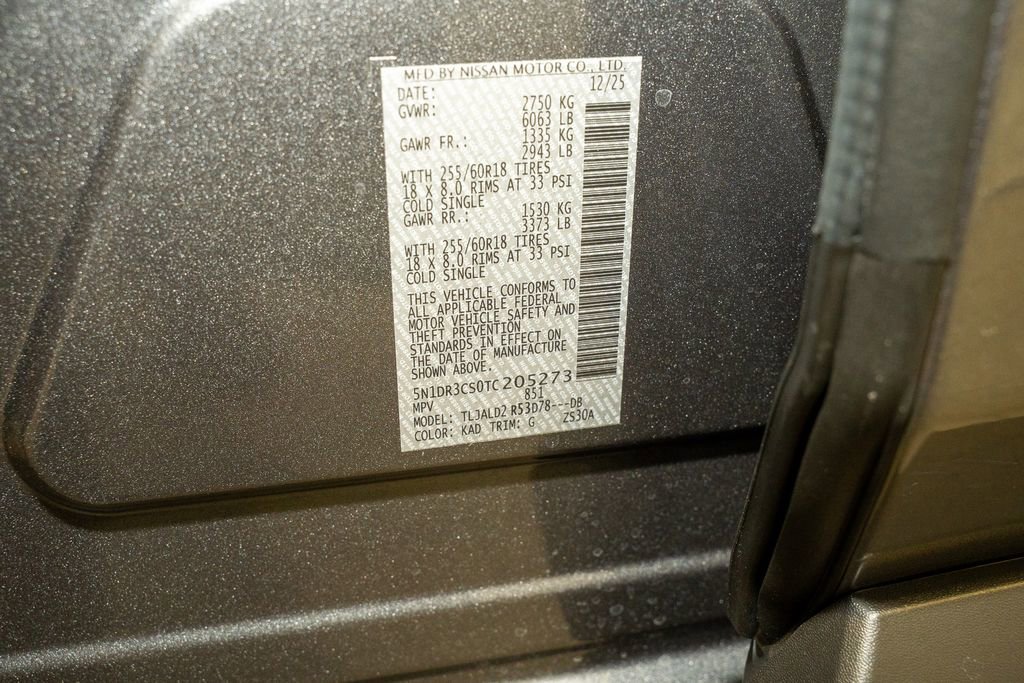 MFD BY NISSAN MOTOR CO., LTD.
DATE: 12/25
GVWR: 2750 KG
6063 LB
GAWR FR.: 1335 KG
2943 LB
WITH 255/60R18 TIRES
18 X 8.0 RIMS AT 33 PSI
COLD SINGLE
GAWR RR.: 1530 KG
3373 LB
WITH 255/60R18 TIRES
18 X 8.0 RIMS AT 33 PSI
COLD SINGLE
THIS VEHICLE CONFORMS TO
ALL APPLICABLE FEDERAL
MOTOR VEHICLE SAFETY AND
THEFT PREVENTION
STANDARDS IN EFFECT ON
THE DATE OF MANUFACTURE
SHOWN ABOVE.
5N1DR3CS0TC205273
MPV 851
MODEL: TLJALD2 R53D78---DB
COLOR: KAD TRIM: G ZS30A